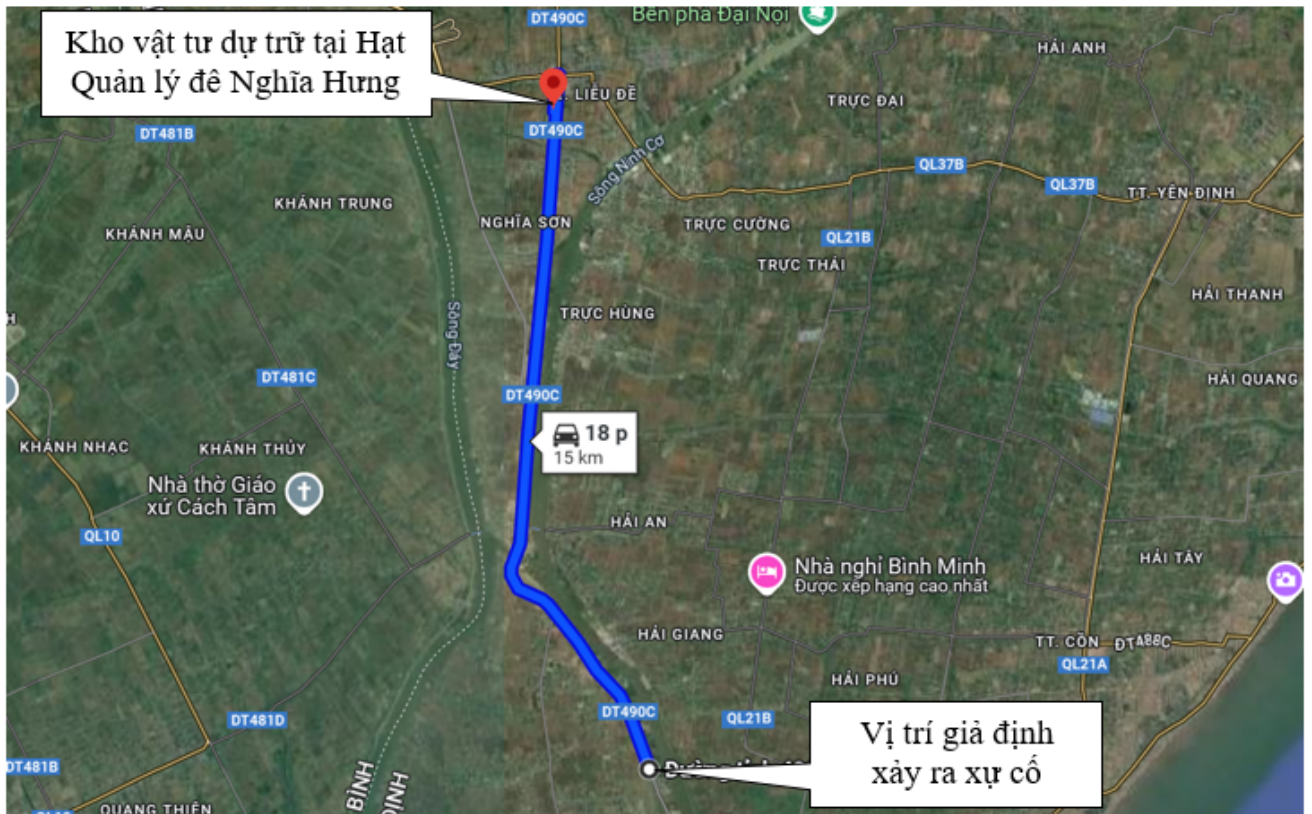 DT490C
Bến phà Đại Nội
Kho vật tư dự trữ tại Hạt
Quản lý đê Nghĩa Hưng
HẢI ANH
LIỄU ĐỀ
TRỰC ĐẠI
DT490C
DT481B
Sông Ninh Cơ
QL37B
QL37B
TT. YÊN ĐỊNH
KHÁNH TRUNG
NGHĨA SƠN
TRỰC CƯỜNG
KHÁNH MẬU
QL21B
TRỰC THÁI
HẢI THANH
TRỰC HÙNG
Sông Đáy
DT481C
HẢI QUANG
DT490C
18 p
15 km
KHÁNH NHẠC
KHÁNH THỦY
Nhà thờ Giáo
xứ Cách Tâm
HẢI AN
QL10
HẢI TÂY
Nhà nghỉ Bình Minh
Được xếp hạng cao nhất
HẢI GIANG
TT. CỒN
QL21A
HẢI PHÚ
DT490C
QL21B
DT481D
Vị trí giả định
xảy ra xự cố
DT481B
BÌNH
QUANG THIỆN